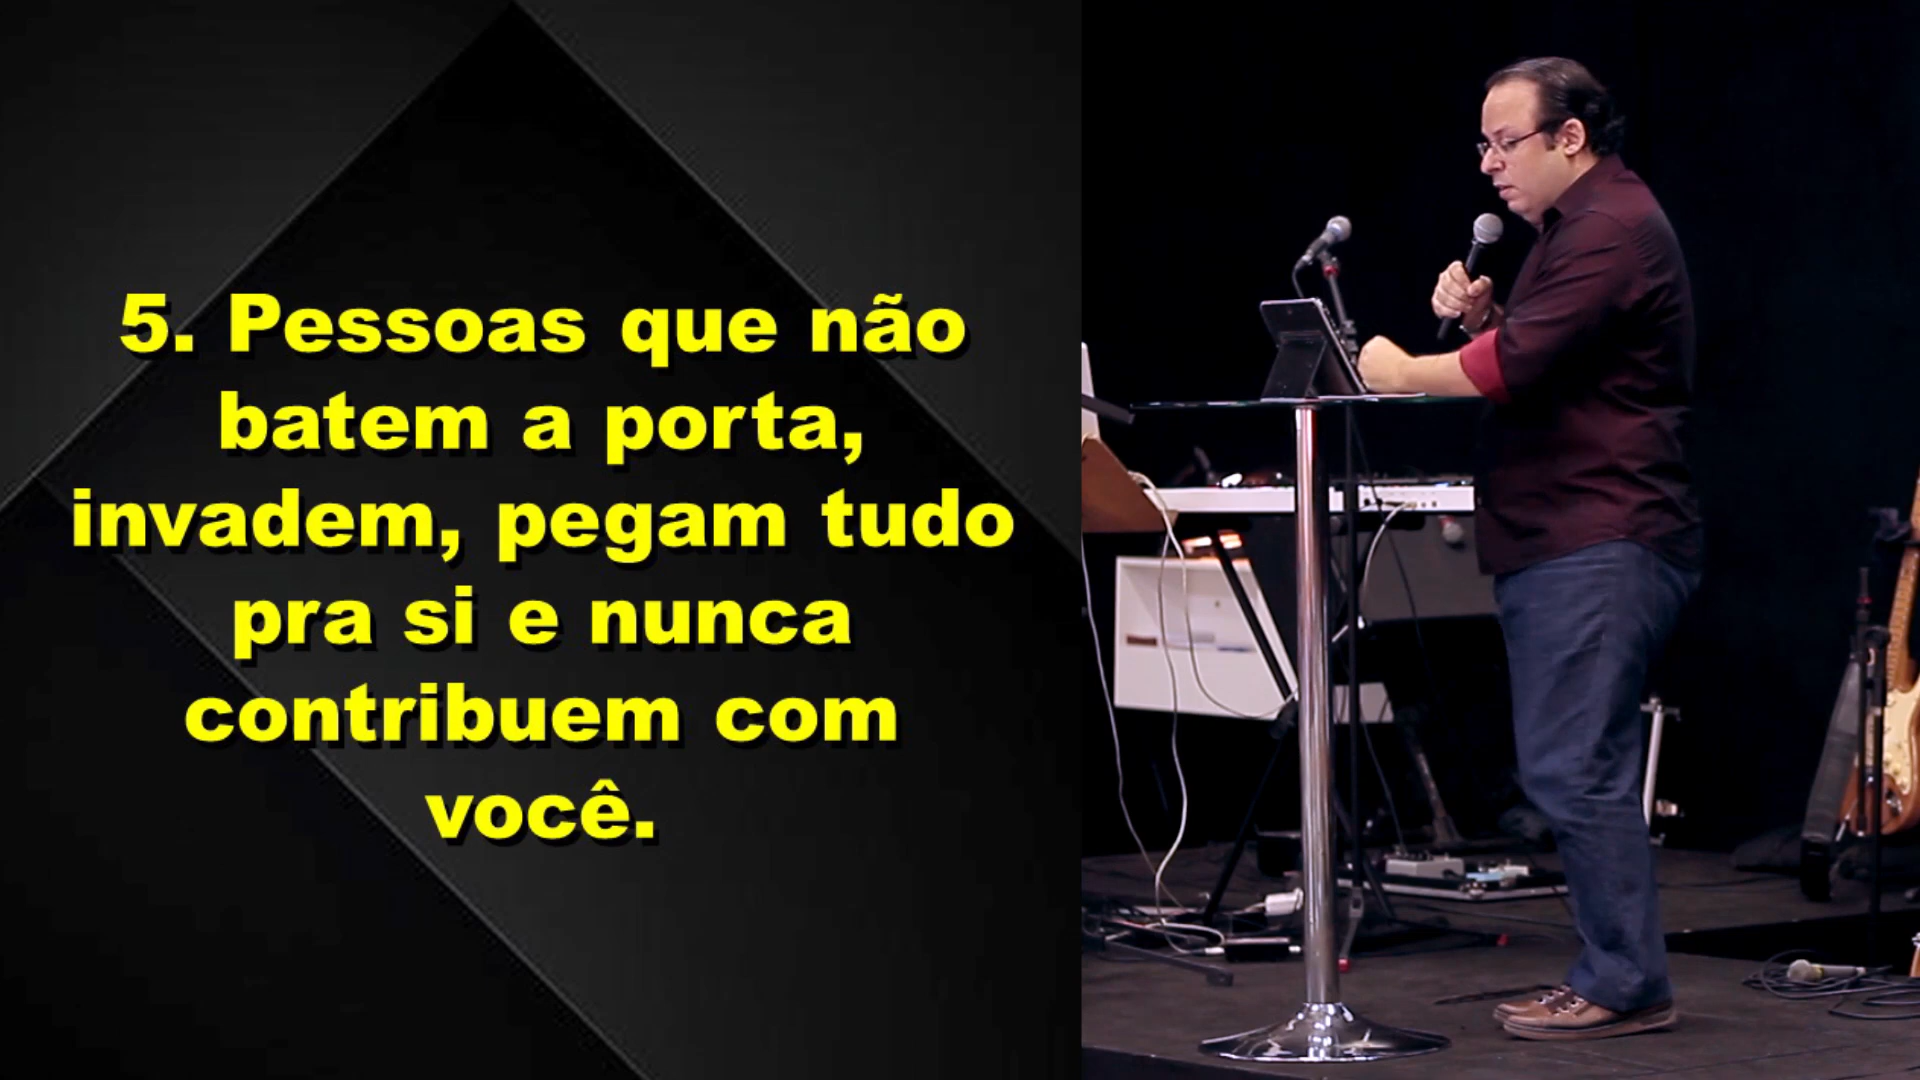 5. Pessoas que não
batem a porta,
invadem, pegam tudo
pra si e nunca
contribuem com
você.